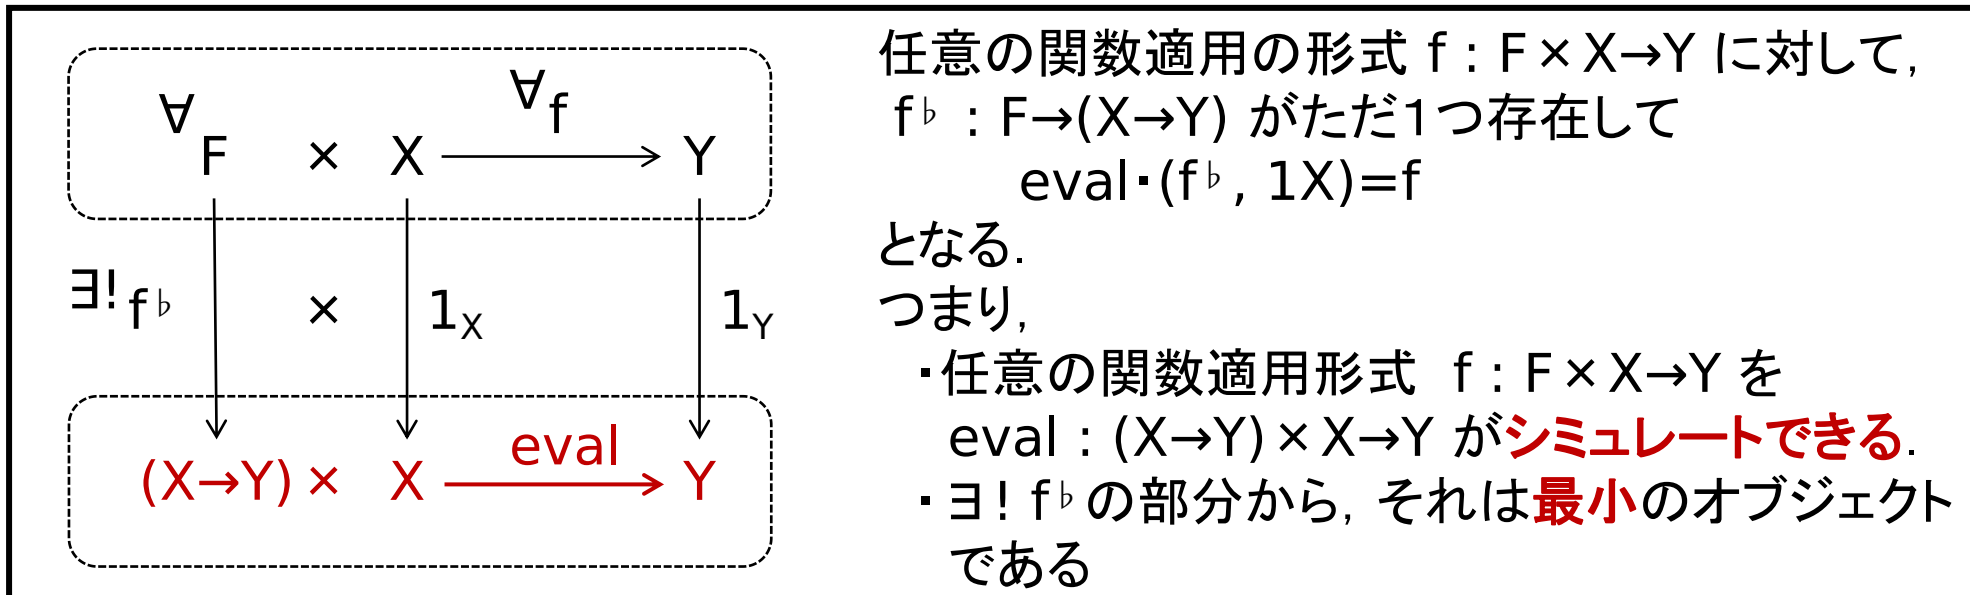 ∀F × X ∀f Y
∃! f♭ × 1X 1Y
(X→Y) × X eval Y
任意の関数適用の形式 f : F × X→Y に対して,
f♭ : F→(X→Y) がただ1つ存在して
eval・(f♭, 1X)=f
となる.
つまり,
・任意の関数適用形式 f : F × X→Y を
eval : (X→Y) × X→Y がシミュレートできる.
・∃! f♭の部分から, それは最小のオブジェクト
である